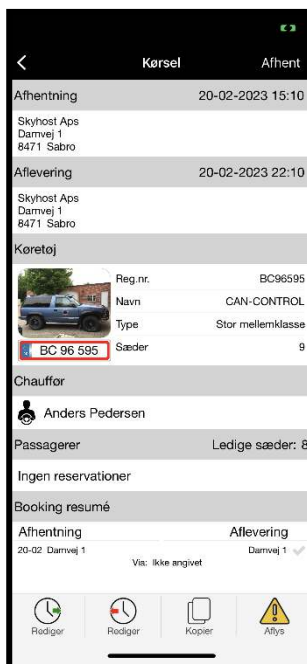 Kørsel Afhent
Afhentning 20-02-2023 15:10
Skyhost Aps
Damvej 1
8471 Sabro
Aflevering 20-02-2023 22:10
Skyhost Aps
Damvej 1
8471 Sabro
Køretøj
Reg.nr. BC96595
Navn CAN-CONTROL
Type Stor mellemklasse
BC 96 595
Sæder 9
Chauffør
Anders Pedersen
Passagerer Ledige sæder: 8
Ingen reservationer
Booking resumé
Afhentning Aflevering
20-02 Damvej 1 Damvej 1
Via: Ikke angivet
Rediger Rediger Kopier Aflys